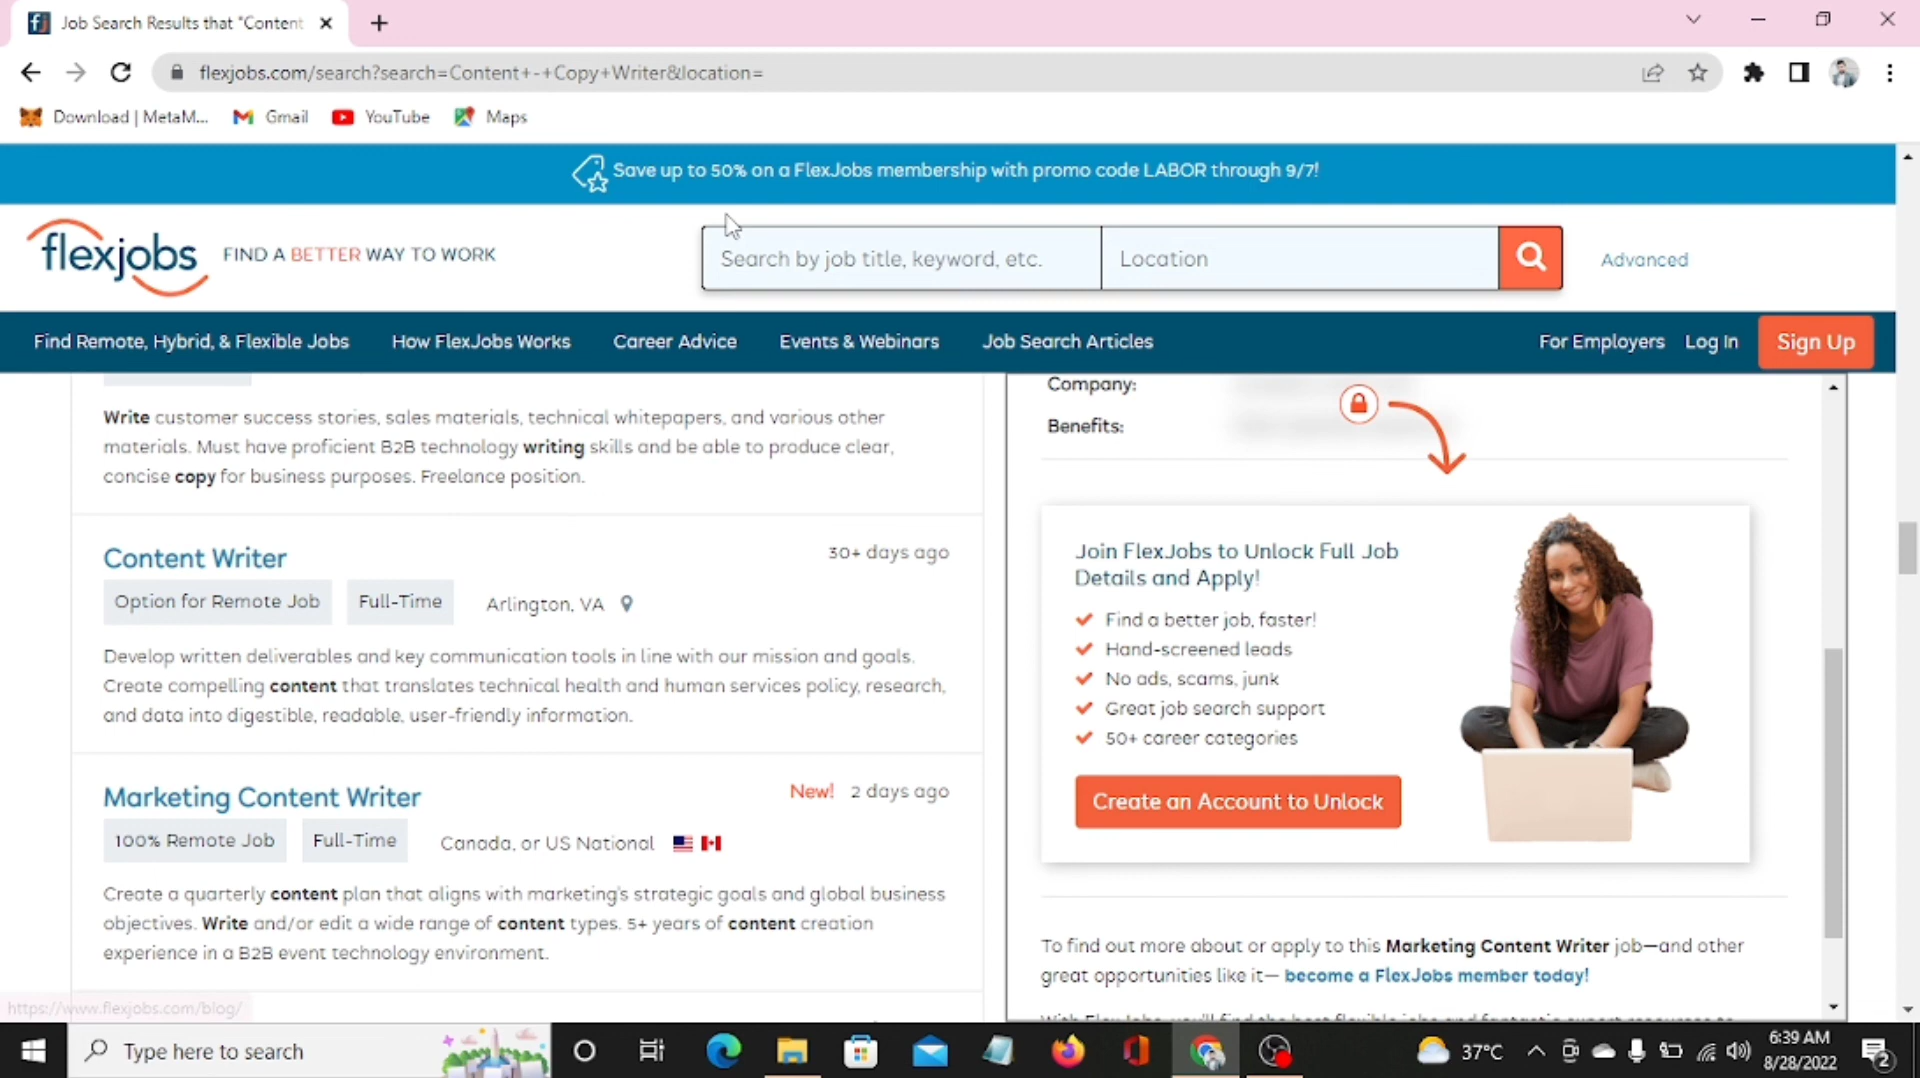 Job Search Results that "Content
flexjobs.com/search?search=Content+-+Copy+Writer&location=
Download | MetaM... Gmail YouTube Maps
Save up to 50% on a FlexJobs membership with promo code LABOR through 9/7!
flexjobs FIND A BETTER WAY TO WORK
Search by job title, keyword, etc. Location Advanced
Find Remote, Hybrid, & Flexible Jobs How FlexJobs Works Career Advice Events & Webinars Job Search Articles For Employers Log In Sign Up
Write customer success stories, sales materials, technical whitepapers, and various other
materials. Must have proficient B2B technology writing skills and be able to produce clear,
concise copy for business purposes. Freelance position.
Content Writer 30+ days ago
Option for Remote Job Full-Time Arlington, VA
Develop written deliverables and key communication tools in line with our mission and goals.
Create compelling content that translates technical health and human services policy, research,
and data into digestible, readable, user-friendly information.
Marketing Content Writer New! 2 days ago
100% Remote Job Full-Time Canada, or US National
Create a quarterly content plan that aligns with marketing's strategic goals and global business
objectives. Write and/or edit a wide range of content types. 5+ years of content creation
experience in a B2B event technology environment.
https://www.flexjobs.com/blog/
Company:
Benefits:
Join FlexJobs to Unlock Full Job
Details and Apply!
Find a better job, faster!
Hand-screened leads
No ads, scams, junk
Great job search support
50+ career categories
Create an Account to Unlock
To find out more about or apply to this Marketing Content Writer job—and other
great opportunities like it— become a FlexJobs member today!
Type here to search
37°C
6:39 AM
8/28/2022
2